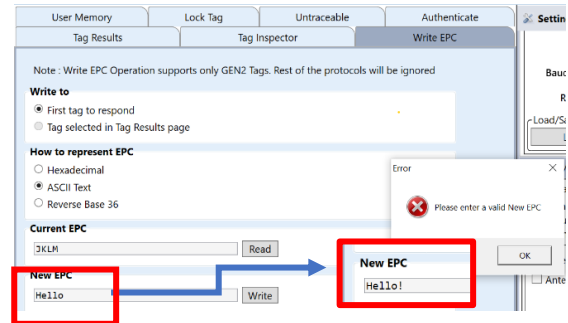 User Memory
Lock Tag
Untraceable
Authenticate
Tag Results
Tag Inspector
Write EPC
Note : Write EPC Operation supports only GEN2 Tags. Rest of the protocols will be ignored
Write to
First tag to respond
Tag selected in Tag Results page
How to represent EPC
Hexadecimal
ASCII Text
Reverse Base 36
Current EPC
JKLM
Read
New EPC
Hello
Write
Error
Please enter a valid New EPC
OK
New EPC
Hello!
Load/Sa
Ante